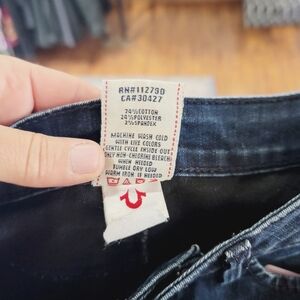 RN#112790
CA#30427
74%COTTON
24%POLYESTER
2%SPANDEX
MACHINE WASH COLD
WITH LIKE COLORS
GENTLE CYCLE INSIDE OUT
ONLY NON-CHLORINE BLEACH
WHEN NEEDED
TUMBLE DRY LOW
WARM IRON IF NEEDED